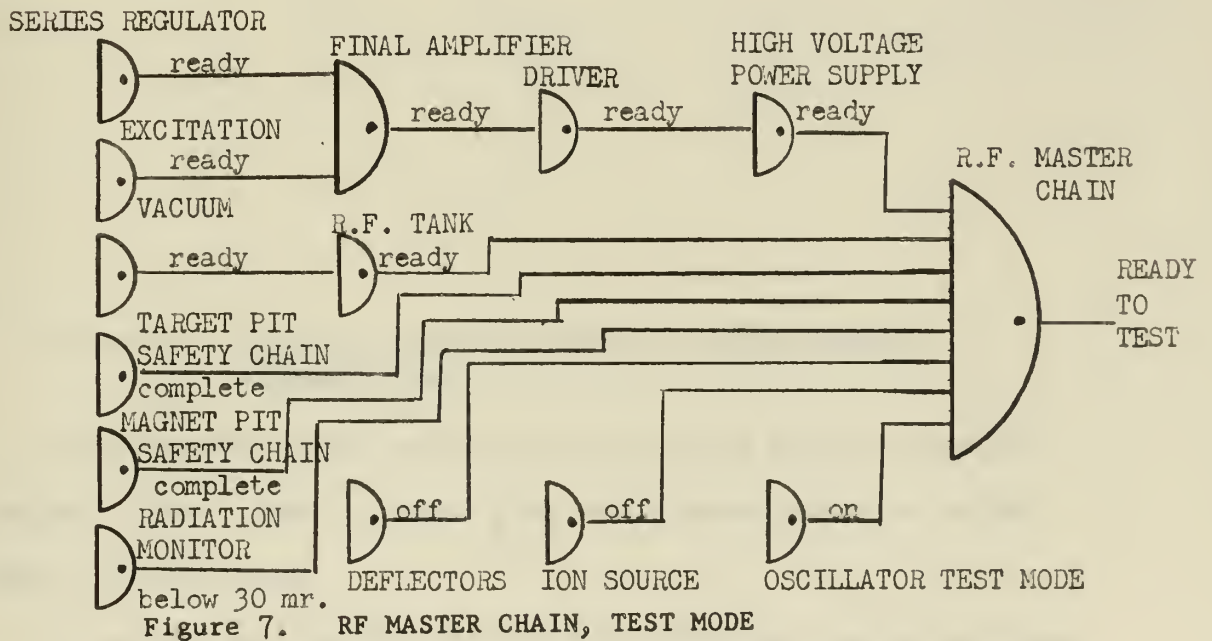 SERIES REGULATOR
ready
FINAL AMPLIFIER
DRIVER
HIGH VOLTAGE
POWER SUPPLY
ready
ready
ready
EXCITATION
ready
R.F. MASTER
CHAIN
VACUUM
R.F. TANK
ready
ready
READY
TO
TEST
TARGET PIT
SAFETY CHAIN
complete
MAGNET PIT
SAFETY CHAIN
complete
RADIATION
MONITOR
below 30 mr.
off
off
on
DEFLECTORS
ION SOURCE
OSCILLATOR TEST MODE
Figure 7. RF MASTER CHAIN, TEST MODE